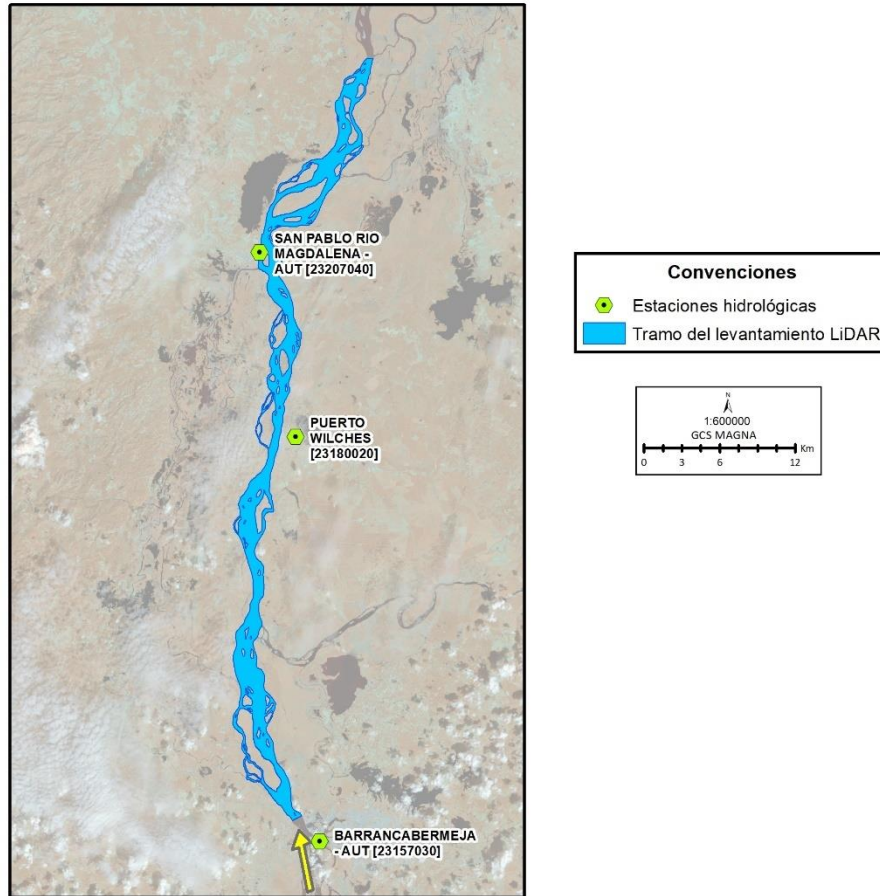 SAN PABLO RIO
MAGDALENA -
AUT [23207040]
PUERTO
WILCHES
[23180020]
BARRANCABERMEJA
- AUT [23157030]
Convenciones
Estaciones hidrológicas
Tramo del levantamiento LiDAR
N
1:600000
GCS MAGNA
Km
0 3 6 12